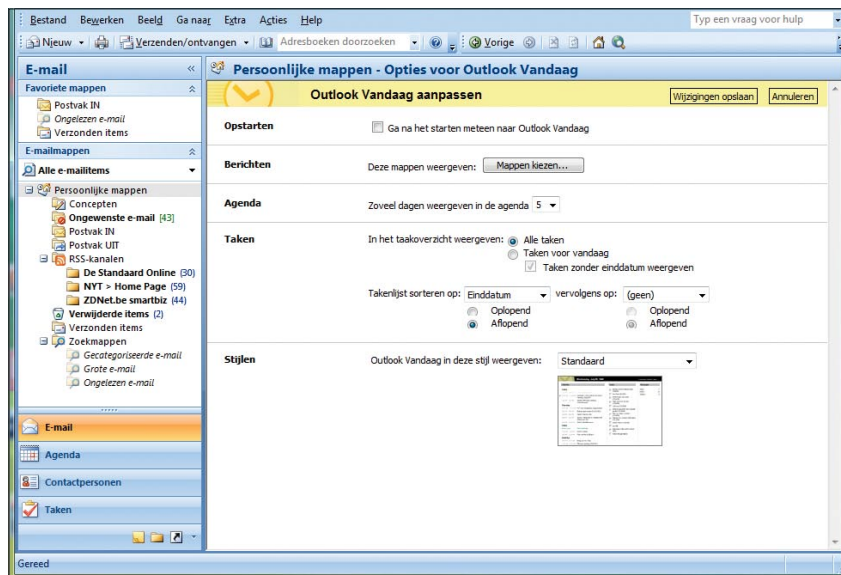 Bestand Bewerken Beeld Ga naar Extra Acties Help Typ een vraag voor hulp
Nieuw Verzenden/ontvangen Adresboeken doorzoeken Vorige
E-mail
Favoriete mappen
Postvak IN
Ongelezen e-mail
Verzonden items
E-mailmappen
Alle e-mailitems
Persoonlijke mappen
Concepten
Ongewenste e-mail [43]
Postvak IN
Postvak UIT
RSS-kanalen
De Standaard Online (30)
NYT > Home Page (59)
ZDNet.be smartbiz (44)
Verwijderde items (2)
Verzonden items
Zoekmappen
Gecategoriseerde e-mail
Grote e-mail
Ongelezen e-mail
E-mail
Agenda
Contactpersonen
Taken
Persoonlijke mappen - Opties voor Outlook Vandaag
Outlook Vandaag aanpassen Wijzigingen opslaan Annuleren
Opstarten Ga na het starten meteen naar Outlook Vandaag
Berichten Deze mappen weergeven: Mappen kiezen...
Agenda Zoveel dagen weergeven in de agenda 5
Taken In het taakoverzicht weergeven: Alle taken
Taken voor vandaag
Taken zonder einddatum weergeven
Takenlijst sorteren op: Einddatum vervolgens op: (geen)
Oplopend Oplopend
Aflopend Aflopend
Stijlen Outlook Vandaag in deze stijl weergeven: Standaard
Gereed